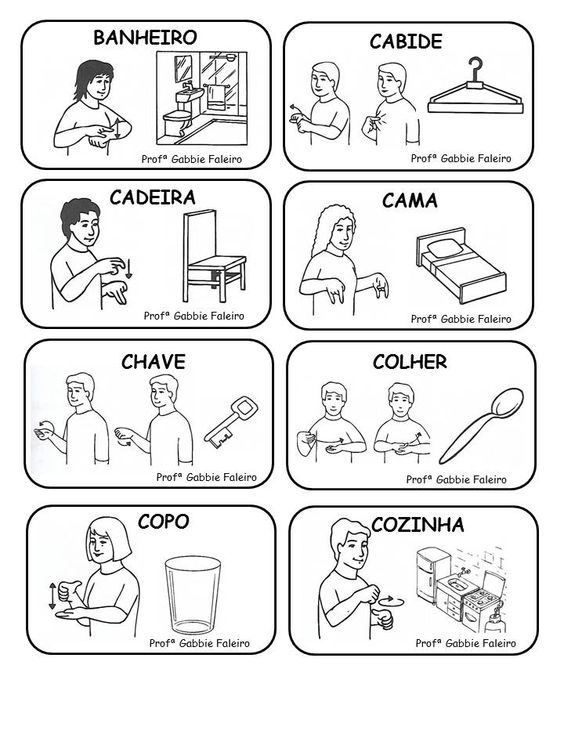 BANHEIRO
Profª Gabbie Faleiro
CABIDE
Profª Gabbie Faleiro
CADEIRA
Profª Gabbie Faleiro
CAMA
Profª Gabbie Faleiro
CHAVE
Profª Gabbie Faleiro
COLHER
Profª Gabbie Faleiro
COPO
Profª Gabbie Faleiro
COZINHA
Profª Gabbie Faleiro